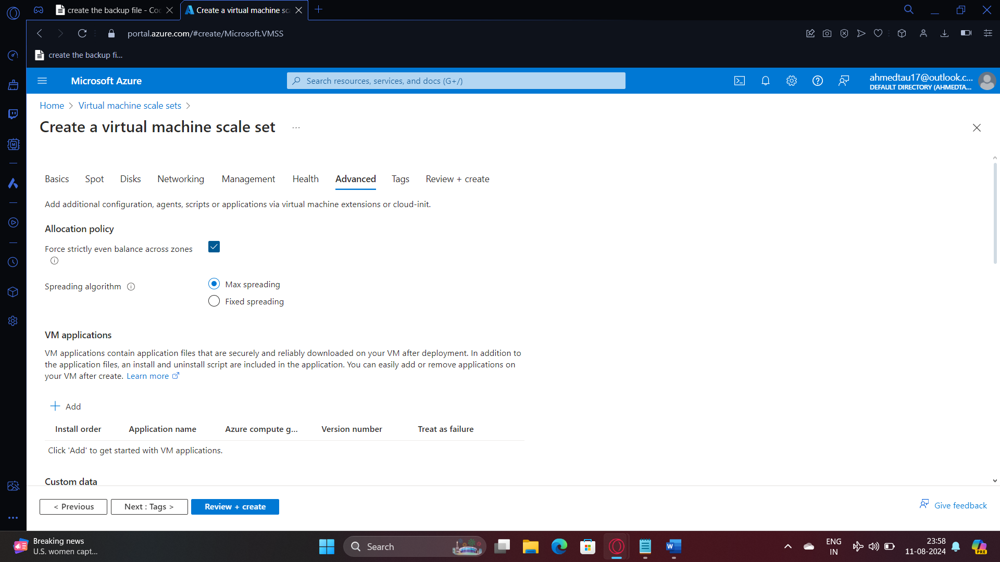 create the backup file - Coc
Create a virtual machine sc
portal.azure.com/#create/Microsoft.VMSS
create the backup fi...
Microsoft Azure
Search resources, services, and docs (G+/)
ahmedtau17@outlook.c...
DEFAULT DIRECTORY (AHMEDTA...
Home > Virtual machine scale sets >
Create a virtual machine scale set ...
Basics Spot Disks Networking Management Health Advanced Tags Review + create
Add additional configuration, agents, scripts or applications via virtual machine extensions or cloud-init.
Allocation policy
Force strictly even balance across zones
Spreading algorithm
Max spreading
Fixed spreading
VM applications
VM applications contain application files that are securely and reliably downloaded on your VM after deployment. In addition to
the application files, an install and uninstall script are included in the application. You can easily add or remove applications on
your VM after create. Learn more
Add
Install order Application name Azure compute g... Version number Treat as failure
Click 'Add' to get started with VM applications.
Custom data
< Previous
Next : Tags >
Review + create
Give feedback
Breaking news
U.S. women capt...
Search
ENG
IN
23:58
11-08-2024
PRE